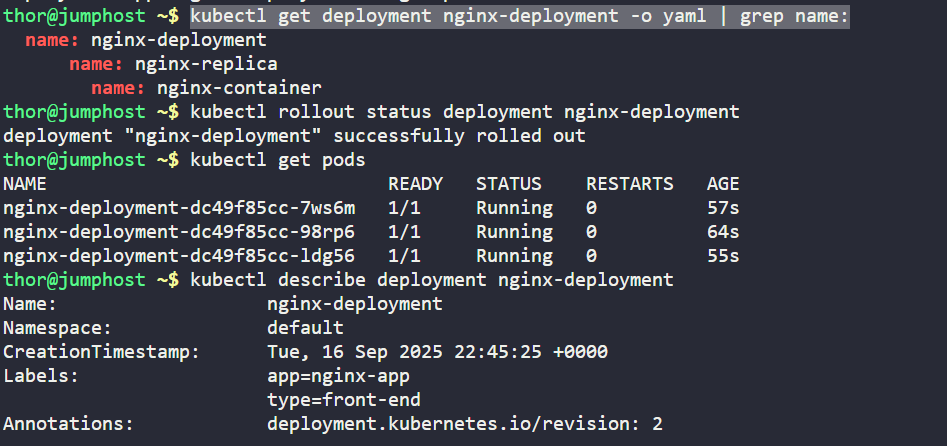 thor@jumphost ~$ kubectl get deployment nginx-deployment -o yaml | grep name:
  name: nginx-deployment
      name: nginx-replica
        name: nginx-container
thor@jumphost ~$ kubectl rollout status deployment nginx-deployment
deployment "nginx-deployment" successfully rolled out
thor@jumphost ~$ kubectl get pods
NAME                               READY   STATUS    RESTARTS   AGE
nginx-deployment-dc49f85cc-7ws6m   1/1     Running   0          57s
nginx-deployment-dc49f85cc-98rp6   1/1     Running   0          64s
nginx-deployment-dc49f85cc-ldg56   1/1     Running   0          55s
thor@jumphost ~$ kubectl describe deployment nginx-deployment
Name:                   nginx-deployment
Namespace:              default
CreationTimestamp:      Tue, 16 Sep 2025 22:45:25 +0000
Labels:                 app=nginx-app
                        type=front-end
Annotations:            deployment.kubernetes.io/revision: 2